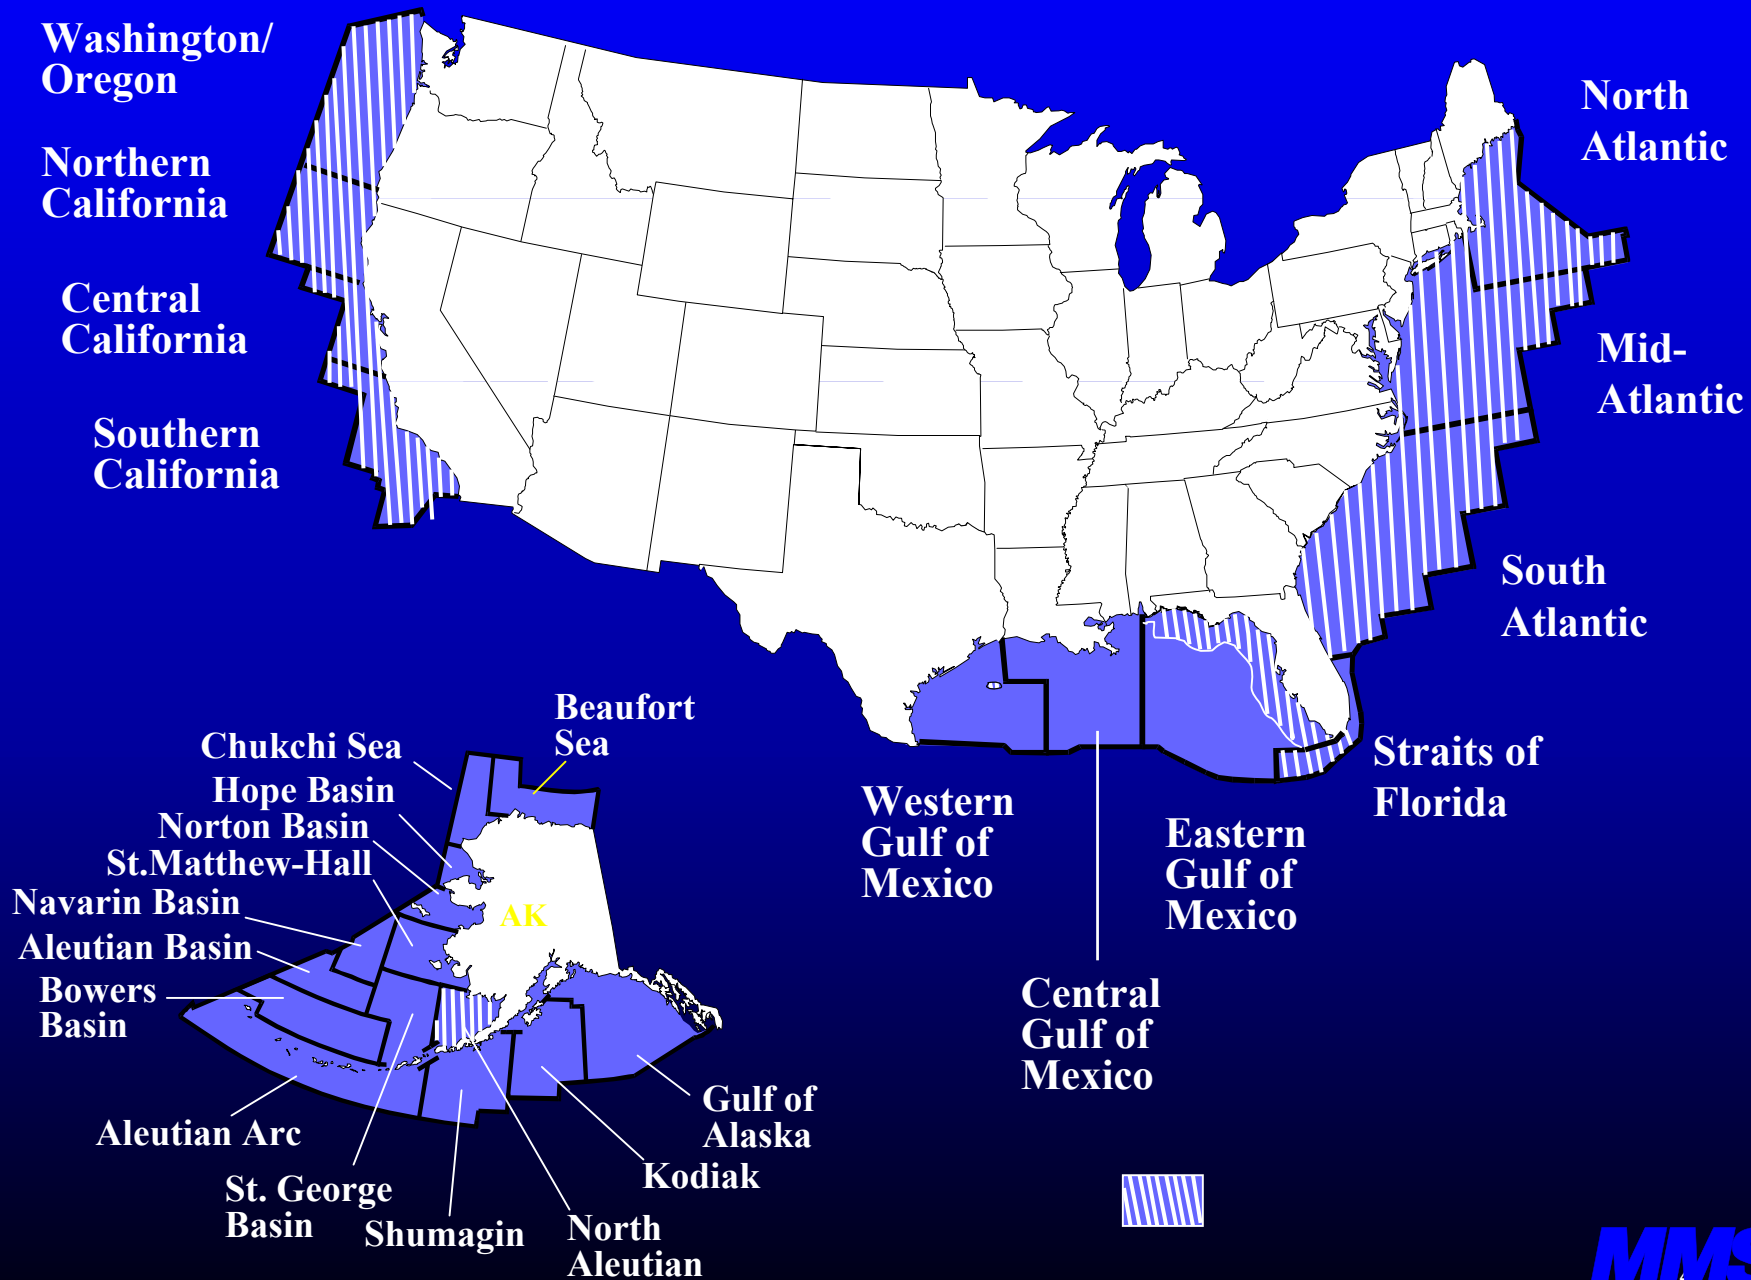 Washington/
Oregon
Northern
California
Central
California
Southern
California
North
Atlantic
Mid-
Atlantic
South
Atlantic
Straits of
Florida
Western
Gulf of
Mexico
Eastern
Gulf of
Mexico
Central
Gulf of
Mexico
Beaufort
Sea
Chukchi Sea
Hope Basin
Norton Basin
St.Matthew-Hall
Navarin Basin
Aleutian Basin
Bowers
Basin
AK
Aleutian Arc
St. George
Basin
Shumagin
North
Aleutian
Kodiak
Gulf of
Alaska
MMS